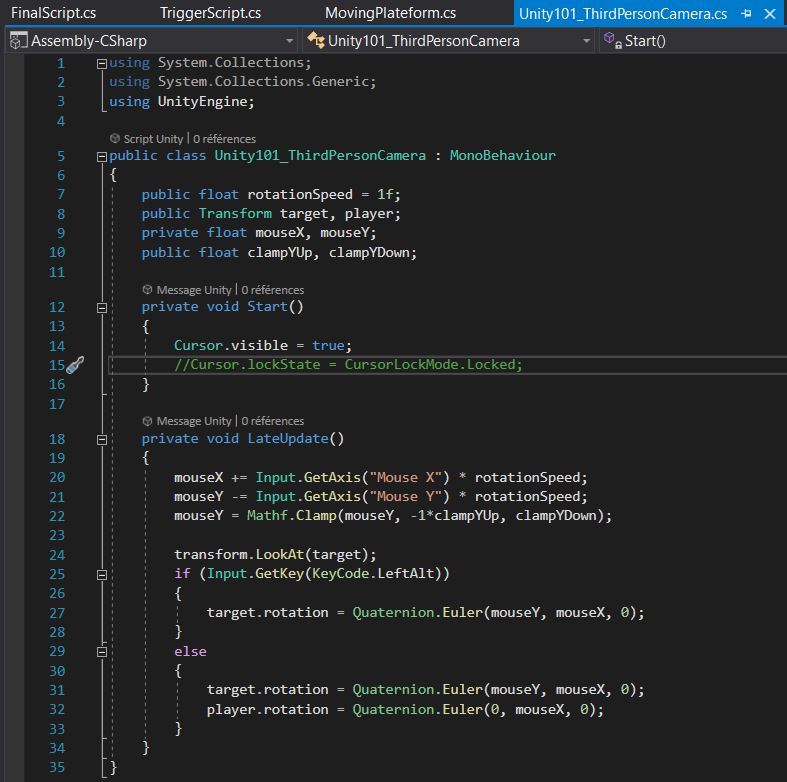 FinalScript.cs TriggerScript.cs MovingPlateform.cs Unity101_ThirdPersonCamera.cs
Assembly-CSharp Unity101_ThirdPersonCamera Start()
1 using System.Collections;
2 using System.Collections.Generic;
3 using UnityEngine;
4
Script Unity | 0 références
5 public class Unity101_ThirdPersonCamera : MonoBehaviour
6 {
7 public float rotationSpeed = 1f;
8 public Transform target, player;
9 private float mouseX, mouseY;
10 public float clampYUp, clampYDown;
11
Message Unity | 0 références
12 private void Start()
13 {
14 Cursor.visible = true;
15 //Cursor.lockState = CursorLockMode.Locked;
16 }
17
Message Unity | 0 références
18 private void LateUpdate()
19 {
20 mouseX += Input.GetAxis("Mouse X") * rotationSpeed;
21 mouseY -= Input.GetAxis("Mouse Y") * rotationSpeed;
22 mouseY = Mathf.Clamp(mouseY, -1*clampYUp, clampYDown);
23
24 transform.LookAt(target);
25 if (Input.GetKey(KeyCode.LeftAlt))
26 {
27 target.rotation = Quaternion.Euler(mouseY, mouseX, 0);
28 }
29 else
30 {
31 target.rotation = Quaternion.Euler(mouseY, mouseX, 0);
32 player.rotation = Quaternion.Euler(0, mouseX, 0);
33 }
34 }
35 }